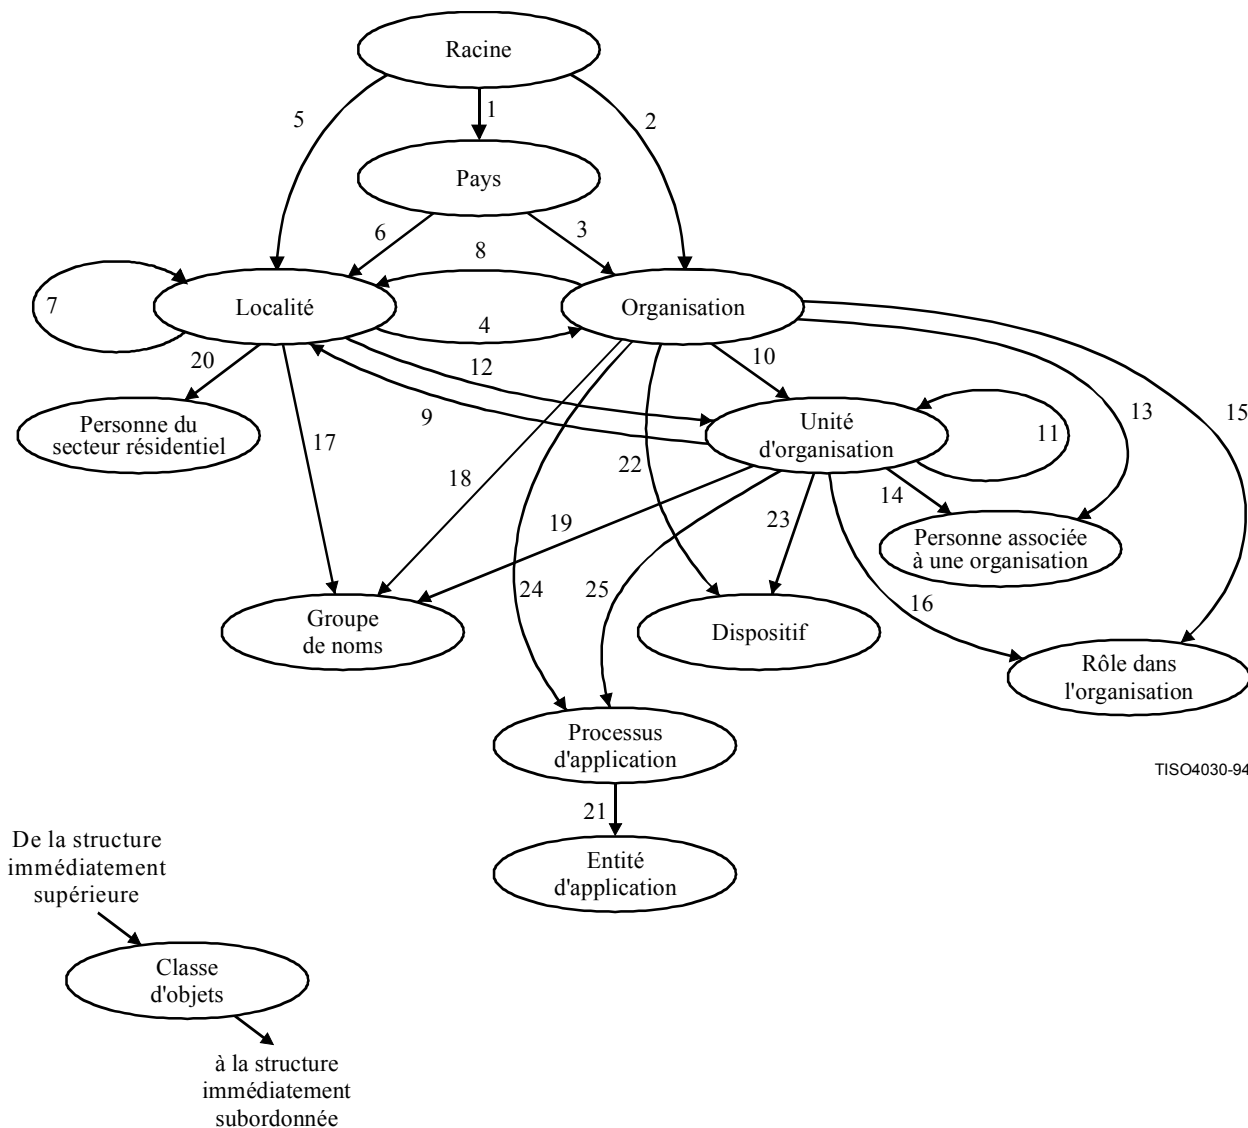 Racine
5
1
2
Pays
6
3
8
7
Localité
Organisation
4
20
12
10
Personne du
secteur résidentiel
17
9
18
22
Unité
d'organisation
11
13
15
14
19
23
Personne associée
à une organisation
24
25
16
Groupe
de noms
Dispositif
Rôle dans
l'organisation
Processus
d'application
TISO4030-94
21
Entité
d'application
De la structure
immédiatement
supérieure
Classe
d'objets
à la structure
immédiatement
subordonnée